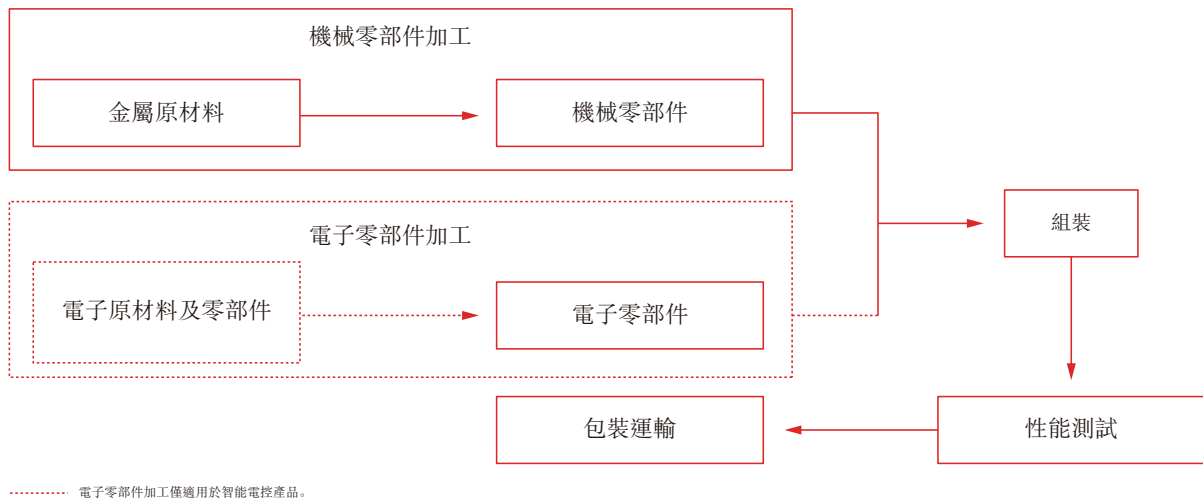 機械零部件加工
金屬原材料
機械零部件
電子零部件加工
電子原材料及零部件
電子零部件
組裝
性能測試
包裝運輸
電子零部件加工僅適用於智能電控產品。